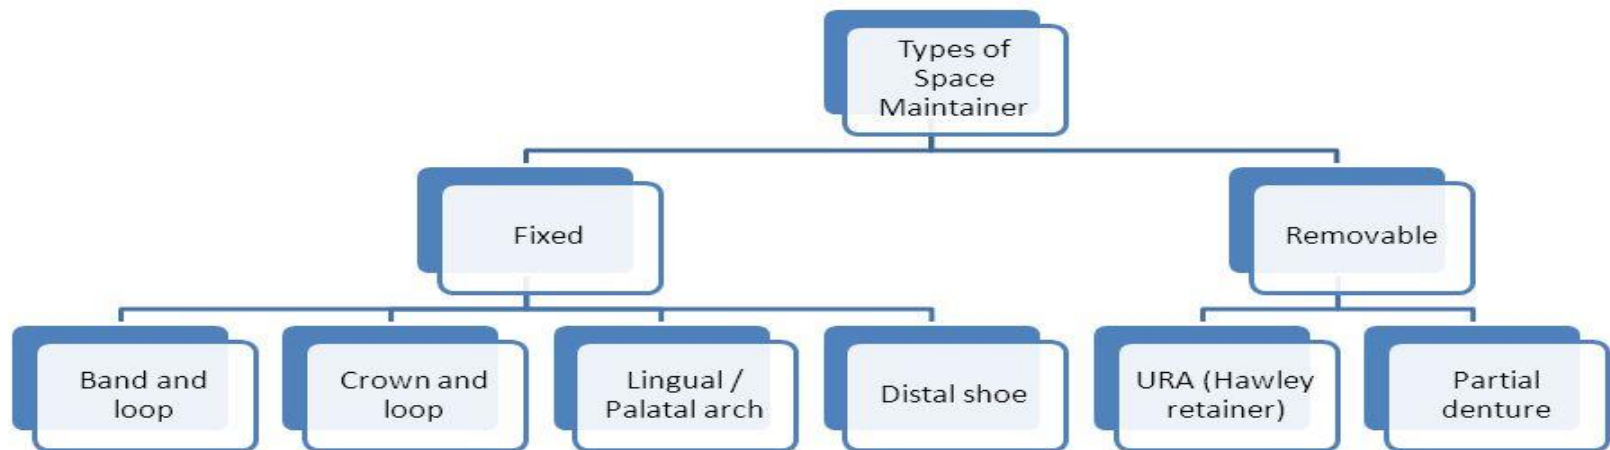 Types of
Space
Maintainer
Fixed
Removable
Band and
loop
Crown and
loop
Lingual /
Palatal arch
Distal shoe
URA (Hawley
retainer)
Partial
denture